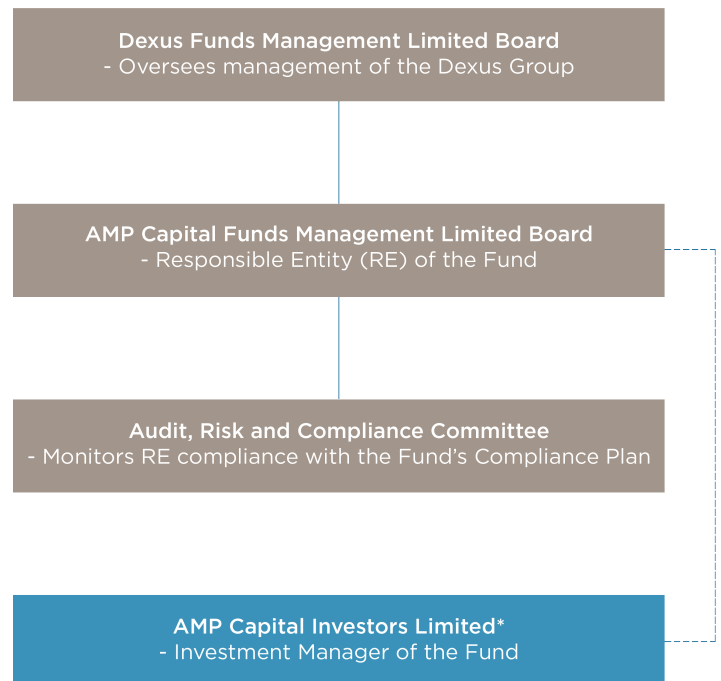 Dexus Funds Management Limited Board
- Oversees management of the Dexus Group
AMP Capital Funds Management Limited Board
- Responsible Entity (RE) of the Fund
Audit, Risk and Compliance Committee
- Monitors RE compliance with the Fund’s Compliance Plan
AMP Capital Investors Limited*
- Investment Manager of the Fund